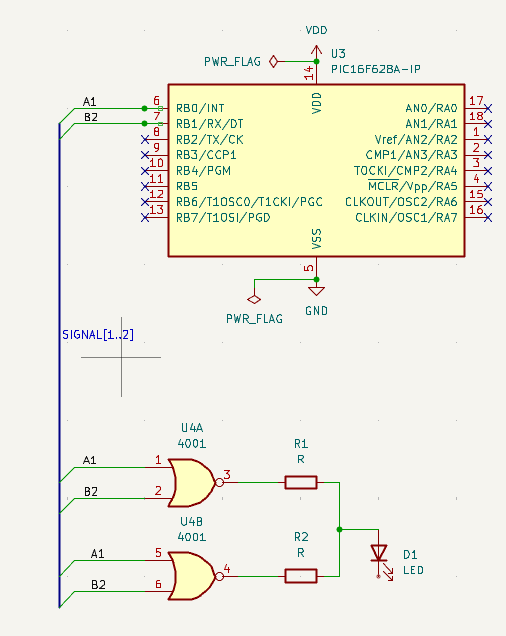 VDD
PWR_FLAG
U3
PIC16F628A-IP
14
VDD
A1
6
RB0/INT
AN0/RA0
17
B2
7
RB1/RX/DT
AN1/RA1
18
8
RB2/TX/CK
Vref/AN2/RA2
1
9
RB3/CCP1
CMP1/AN3/RA3
2
10
RB4/PGM
TOCKI/CMP2/RA4
3
11
RB5
MCLR/Vpp/RA5
4
12
RB6/T1OSCO/T1CKI/PGC
CLKOUT/OSC2/RA6
15
13
RB7/T1OSI/PGD
CLKIN/OSC1/RA7
16
VSS
5
PWR_FLAG
GND
SIGNAL[1..2]
U4A
4001
R1
R
A1
1
3
B2
2
U4B
4001
R2
R
A1
5
4
B2
6
D1
LED